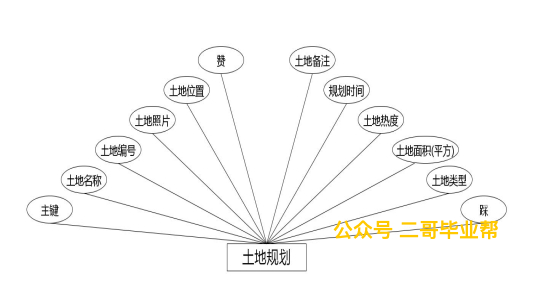 赞
土地备注
土地位置
规划时间
土地照片
土地热度
土地编号
土地面积(平方)
土地名称
土地类型
主键
踩
公众号 二哥毕业帮
土地规划